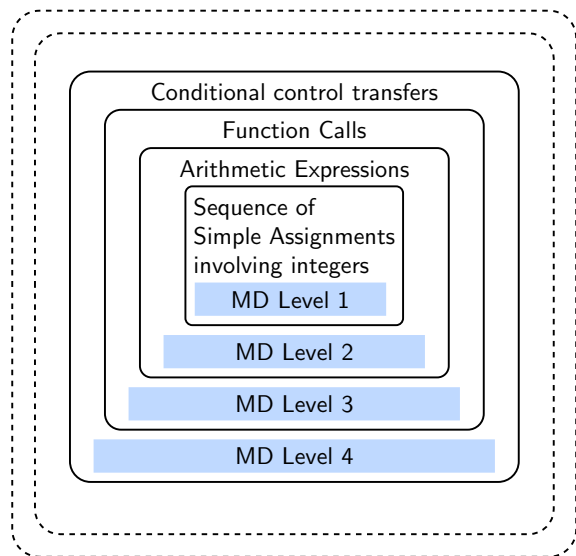 Conditional control transfers
Function Calls
Arithmetic Expressions
Sequence of
Simple Assignments
involving integers
MD Level 1
MD Level 2
MD Level 3
MD Level 4